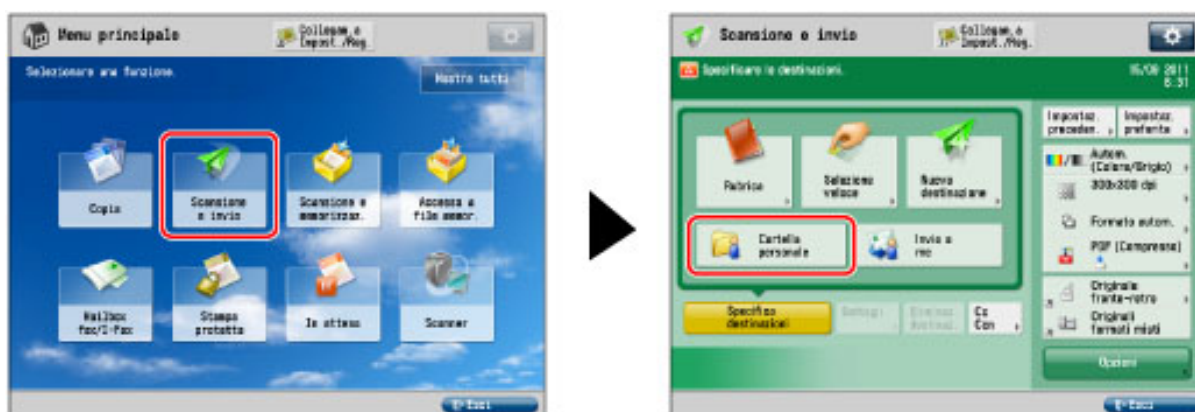 Menu principale
Collegam. e
Impost./Reg.
Selezionare una funzione.
Mostra tutti
Copia
Scansione
e invio
Scansione e
memorizzaz.
Accesso a
file memor.
Mailbox
fax/I-Fax
Stampa
protetta
In attesa
Scanner
Esci
Scansione e invio
Collegam. e
Impost./Reg.
Specificare le destinazioni.
15/09 2011
Rubrica
Selezione
veloce
Nuova
destinazione
Cartella
personale
Invio a
me
Specifica
destinazioni
Dettagli
Cc
Ccn
Impostaz.
preceden.
Impostaz.
preferite
Autom.
(Colore/Grigio)
300x300 dpi
Formato autom.
PDF (Compresso)
Originale
fronte-retro
Originali
formati misti
Opzioni
Esci